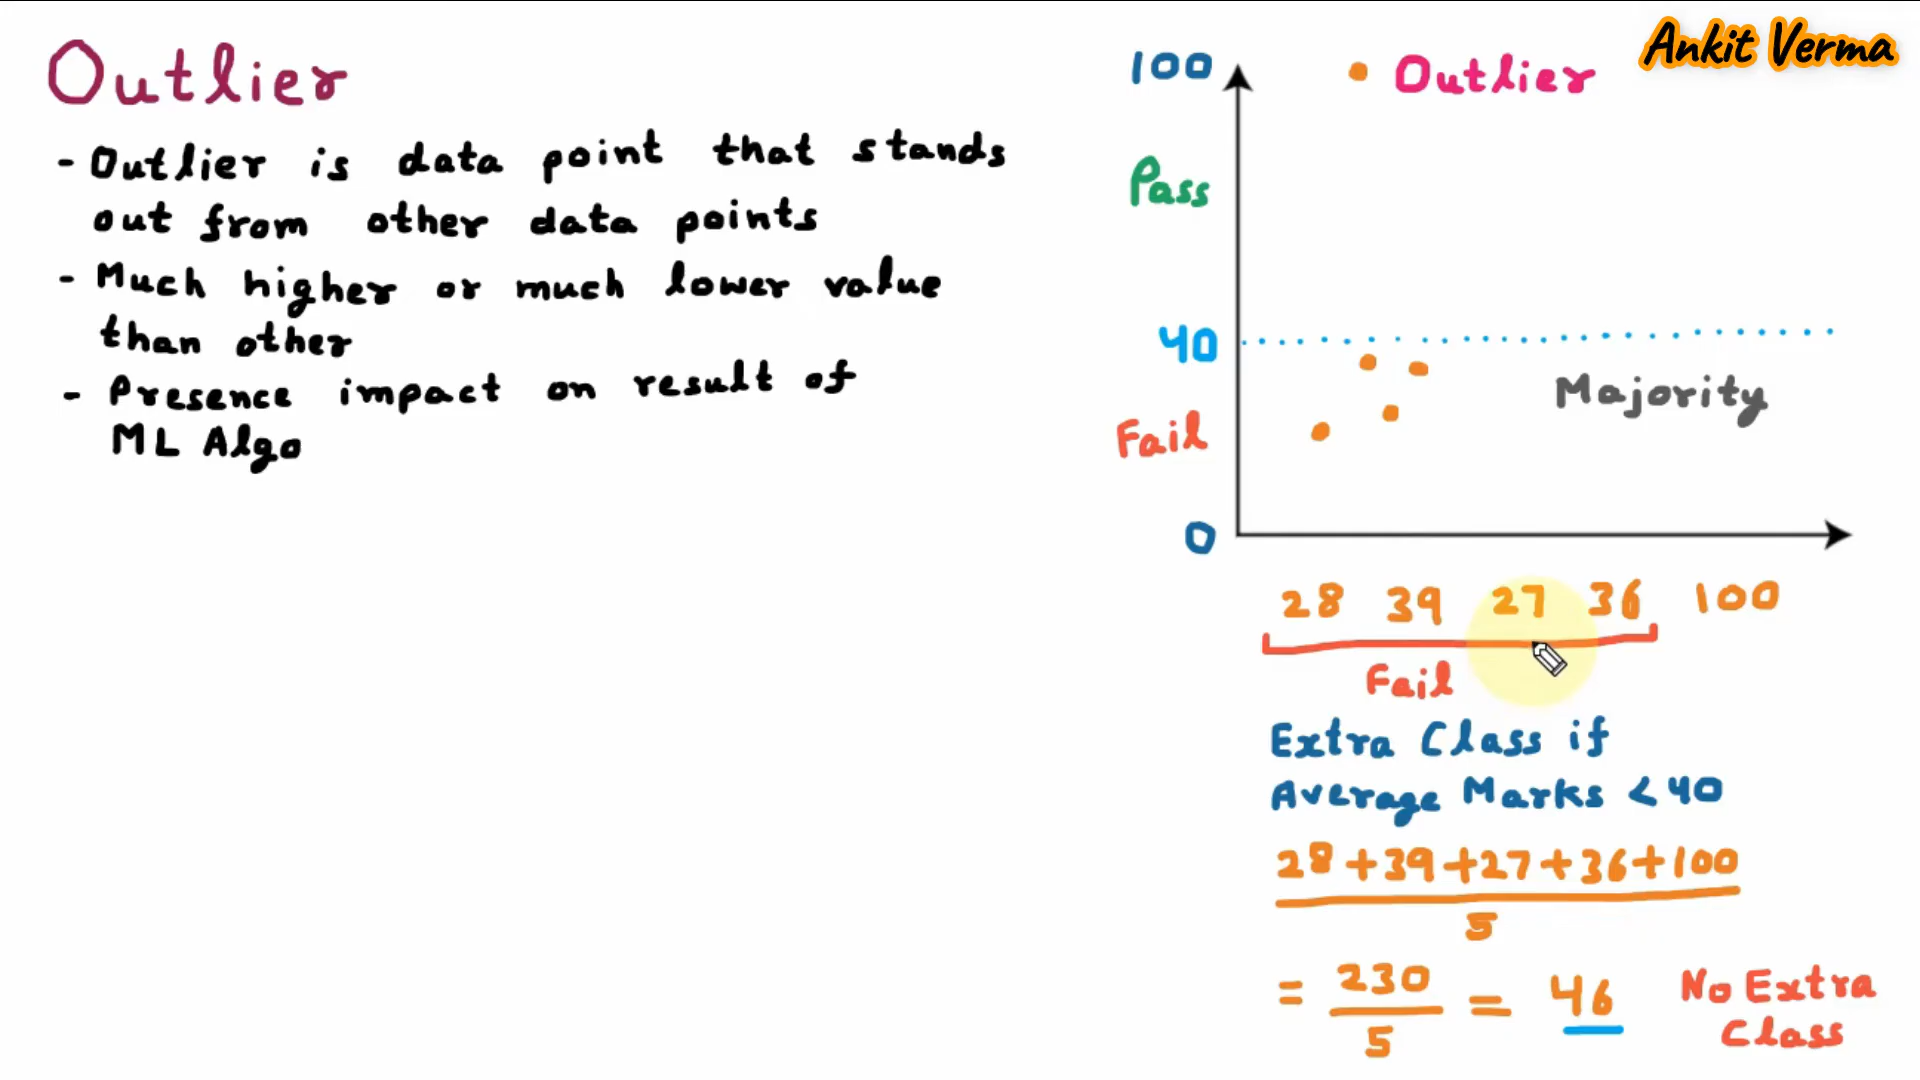 Outlier
- Outlier is data point that stands
out from other data points
- Much higher or much lower value
than other
- Presence impact on result of
ML Algo
Ankit Verma
100
Outlier
Pass
40
Majority
Fail
0
28 39 27 36 100
Fail
Extra Class if
Average Marks < 40
28 + 39 + 27 + 36 + 100
5
= 230 = 46
5
No Extra
Class